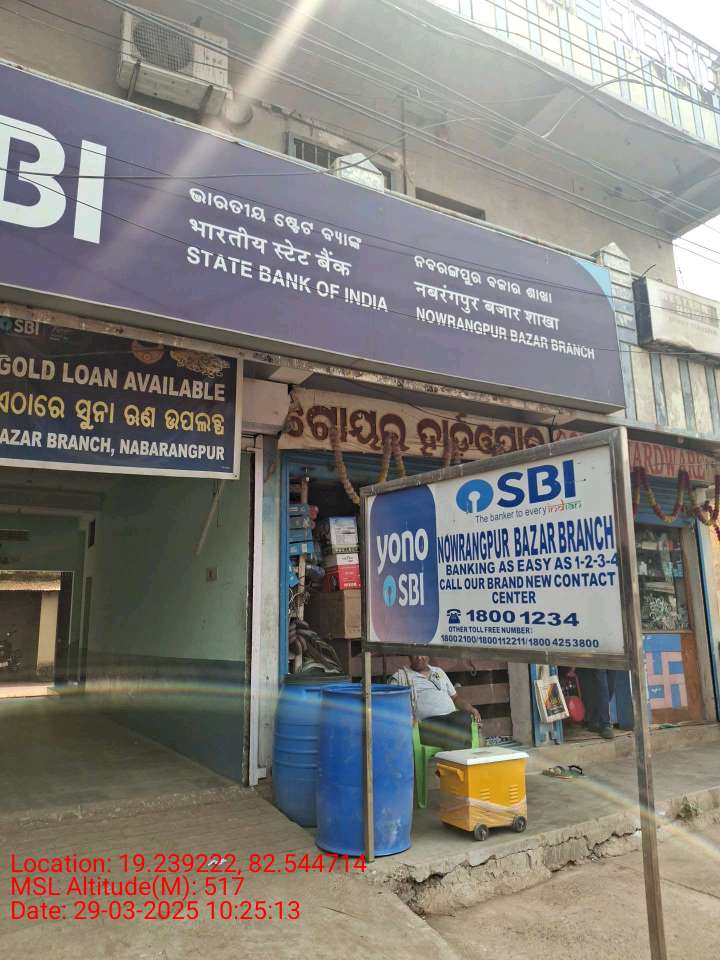 SBI
ଭାରତୀୟ ଷ୍ଟେଟ ବ୍ୟାଙ୍କ
भारतीय स्टेट बैंक
STATE BANK OF INDIA
ନବରଙ୍ଗପୁର ବଜାର ଶାଖା
नबरंगपुर बजार शाखा
NOWRANGPUR BAZAR BRANCH
SBI
GOLD LOAN AVAILABLE
ଏଠାରେ ସୁନା ଋଣ ଉପଲବ୍ଧ
AZAR BRANCH, NABARANGPUR
HARDWARE
SBI
The banker to every indian
yono
SBI
NOWRANGPUR BAZAR BRANCH
BANKING AS EASY AS 1-2-3-4
CALL OUR BRAND NEW CONTACT
CENTER
1800 1234
OTHER TOLL FREE NUMBER:
1800 2100/1800112211/1800 4253800
Location: 19.239222, 82.544714
MSL Altitude(M): 517
Date: 29-03-2025 10:25:13